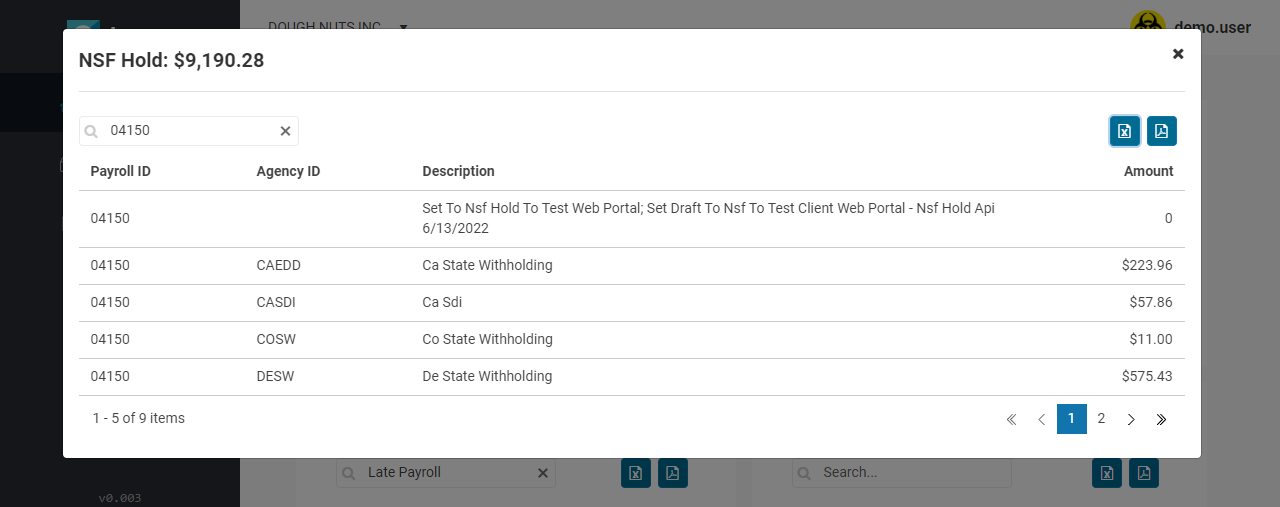 DOUGH NUTS INC
demo.user
NSF Hold: $9,190.28
04150
Payroll ID Agency ID Description Amount
04150 Set To Nsf Hold To Test Web Portal; Set Draft To Nsf To Test Client Web Portal - Nsf Hold Api 0
6/13/2022
04150 CAEDD Ca State Withholding $223.96
04150 CASDI Ca Sdi $57.86
04150 COSW Co State Withholding $11.00
04150 DESW De State Withholding $575.43
1 - 5 of 9 items 1 2
Late Payroll Search...
v0.003